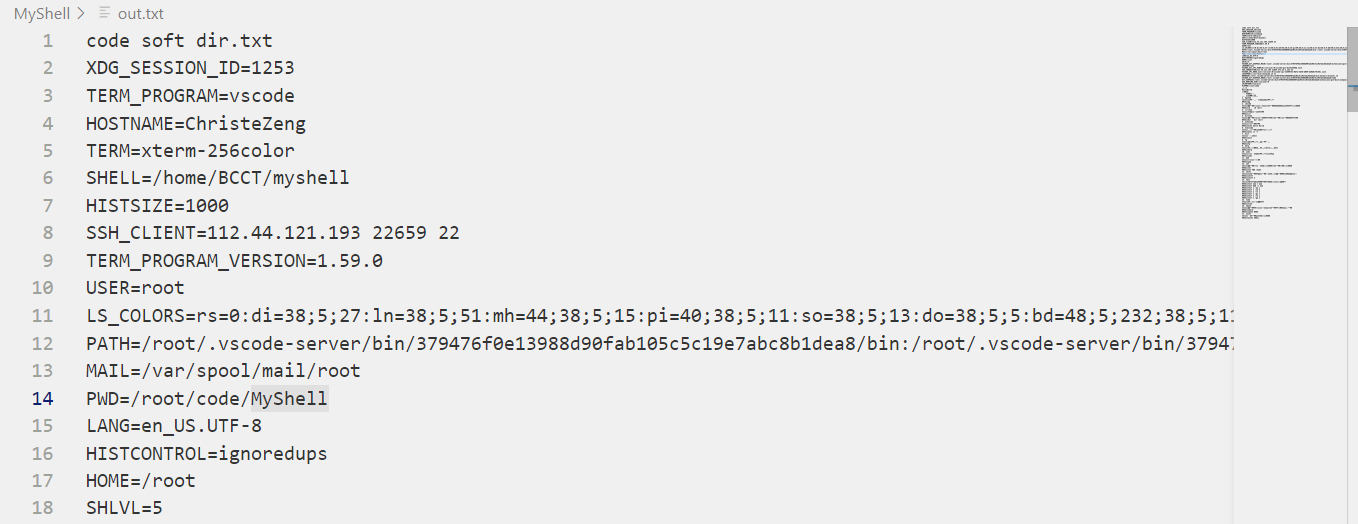 MyShell > out.txt
1 code soft dir.txt
2 XDG_SESSION_ID=1253
3 TERM_PROGRAM=vscode
4 HOSTNAME=ChristeZeng
5 TERM=xterm-256color
6 SHELL=/home/BCCT/myshell
7 HISTSIZE=1000
8 SSH_CLIENT=112.44.121.193 22659 22
9 TERM_PROGRAM_VERSION=1.59.0
10 USER=root
11 LS_COLORS=rs=0:di=38;5;27:ln=38;5;51:mh=44;38;5;15:pi=40;38;5;11:so=38;5;13:do=38;5;5:bd=48;5;232;38;5;11
12 PATH=/root/.vscode-server/bin/379476f0e13988d90fab105c5c19e7abc8b1dea8/bin:/root/.vscode-server/bin/37947
13 MAIL=/var/spool/mail/root
14 PWD=/root/code/MyShell
15 LANG=en_US.UTF-8
16 HISTCONTROL=ignoredups
17 HOME=/root
18 SHLVL=5